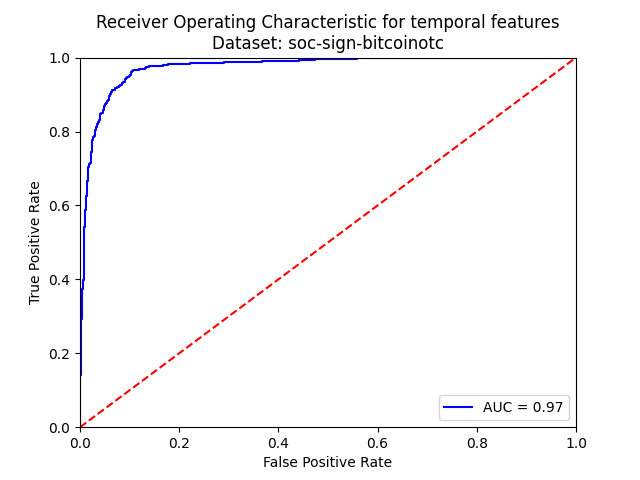 Receiver Operating Characteristic for temporal features
Dataset: soc-sign-bitcoinotc
1.0
0.8
0.6
0.4
0.2
0.0
True Positive Rate
AUC = 0.97
0.0 0.2 0.4 0.6 0.8 1.0
False Positive Rate